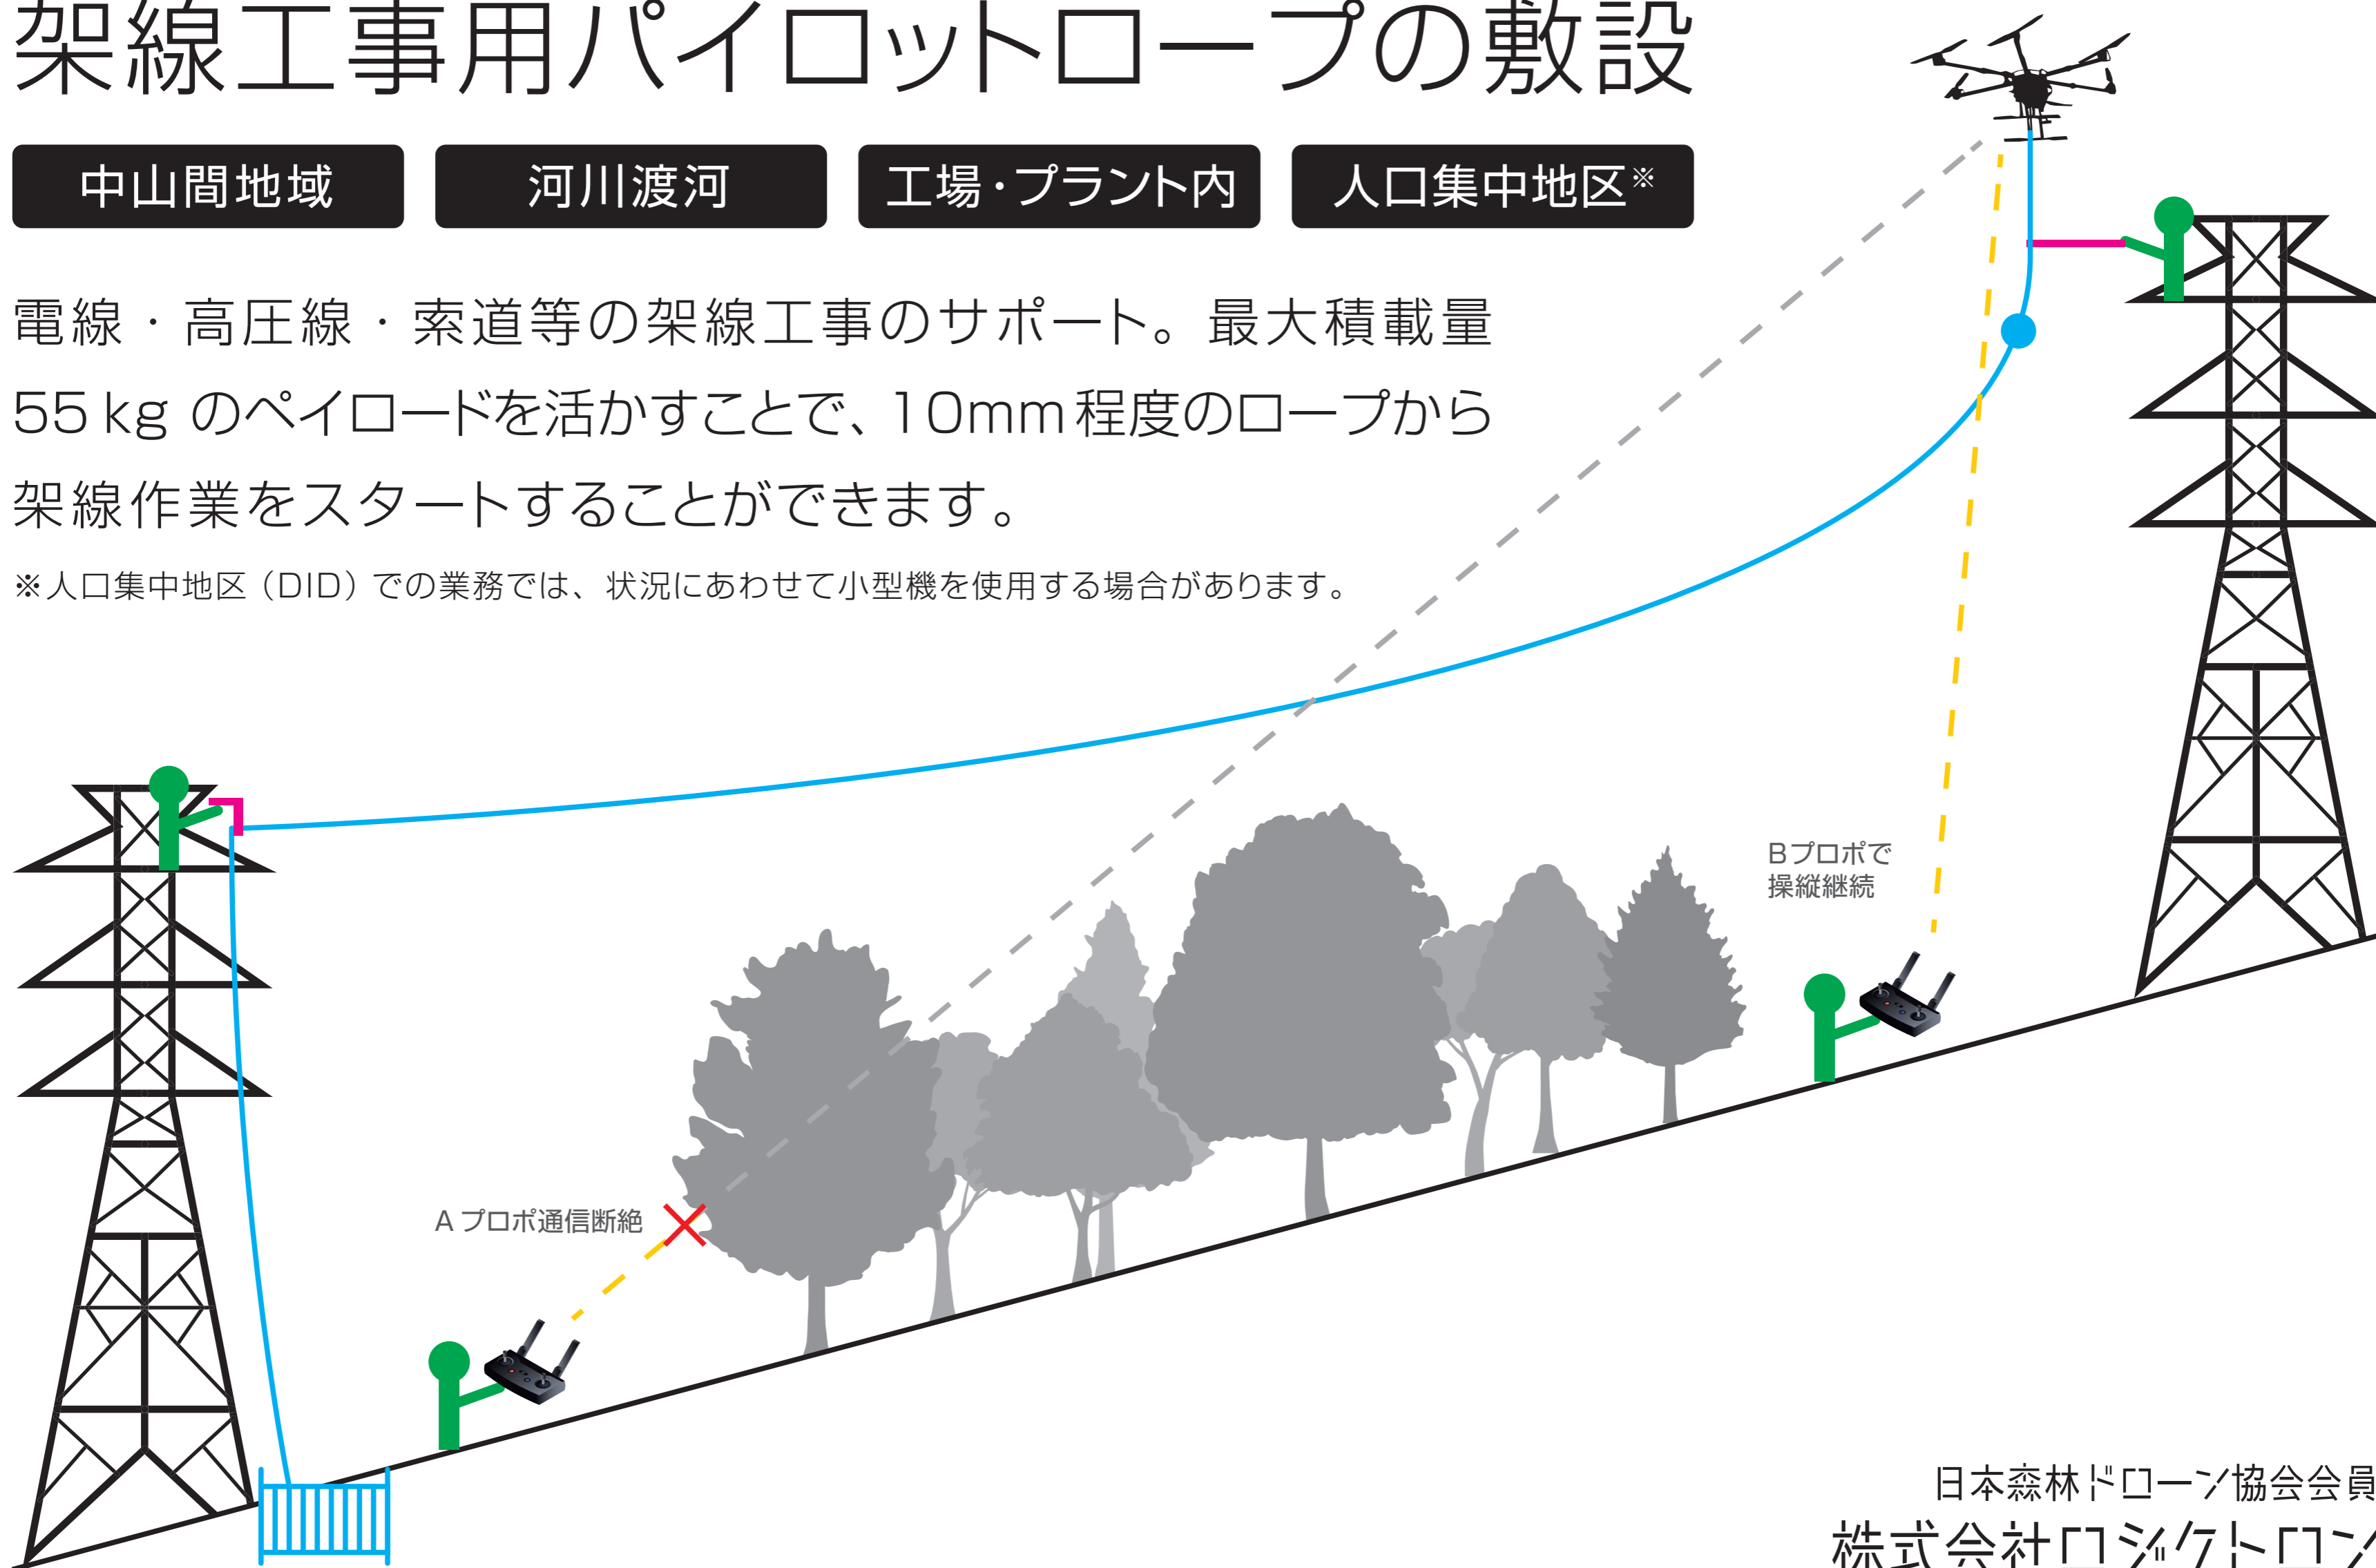 架線工事用パイロットロープの敷設
中山間地域
河川渡河
工場・プラント内
人口集中地区※
電線・高圧線・索道等の架線工事のサポート。最大積載量
55kg のペイロードを活かすことで、10mm程度のロープから
架線作業をスタートすることができます。
※人口集中地区（DID）での業務では、状況にあわせて小型機を使用する場合があります。
Bプロポで
操縦継続
A プロポ通信断絶
日本森林ドローン協会会員
株式会社ロジクトロン